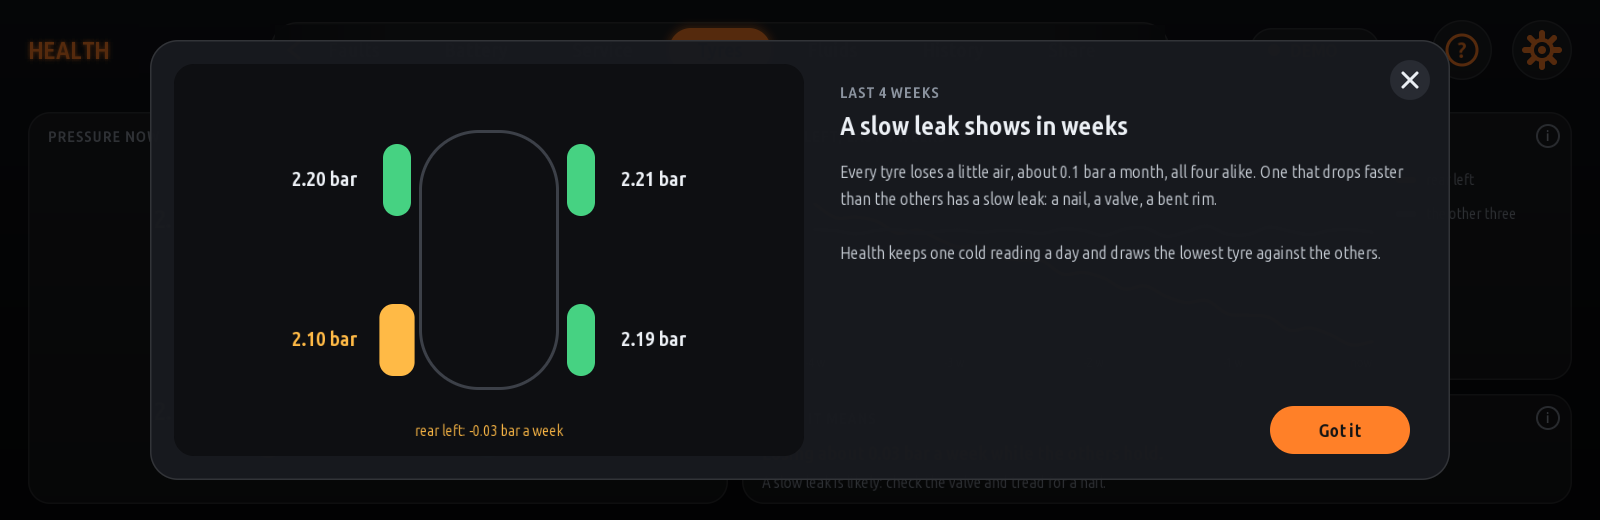 HEALTH
?
PRESSURE NOW
i
left
other three
i
A slow leak is likely: check the valve and tread for a nail.
2.20 bar
2.21 bar
2.10 bar
2.19 bar
rear left: -0.03 bar a week
LAST 4 WEEKS
A slow leak shows in weeks
Every tyre loses a little air, about 0.1 bar a month, all four alike. One that drops faster
than the others has a slow leak: a nail, a valve, a bent rim.
Health keeps one cold reading a day and draws the lowest tyre against the others.
Got it